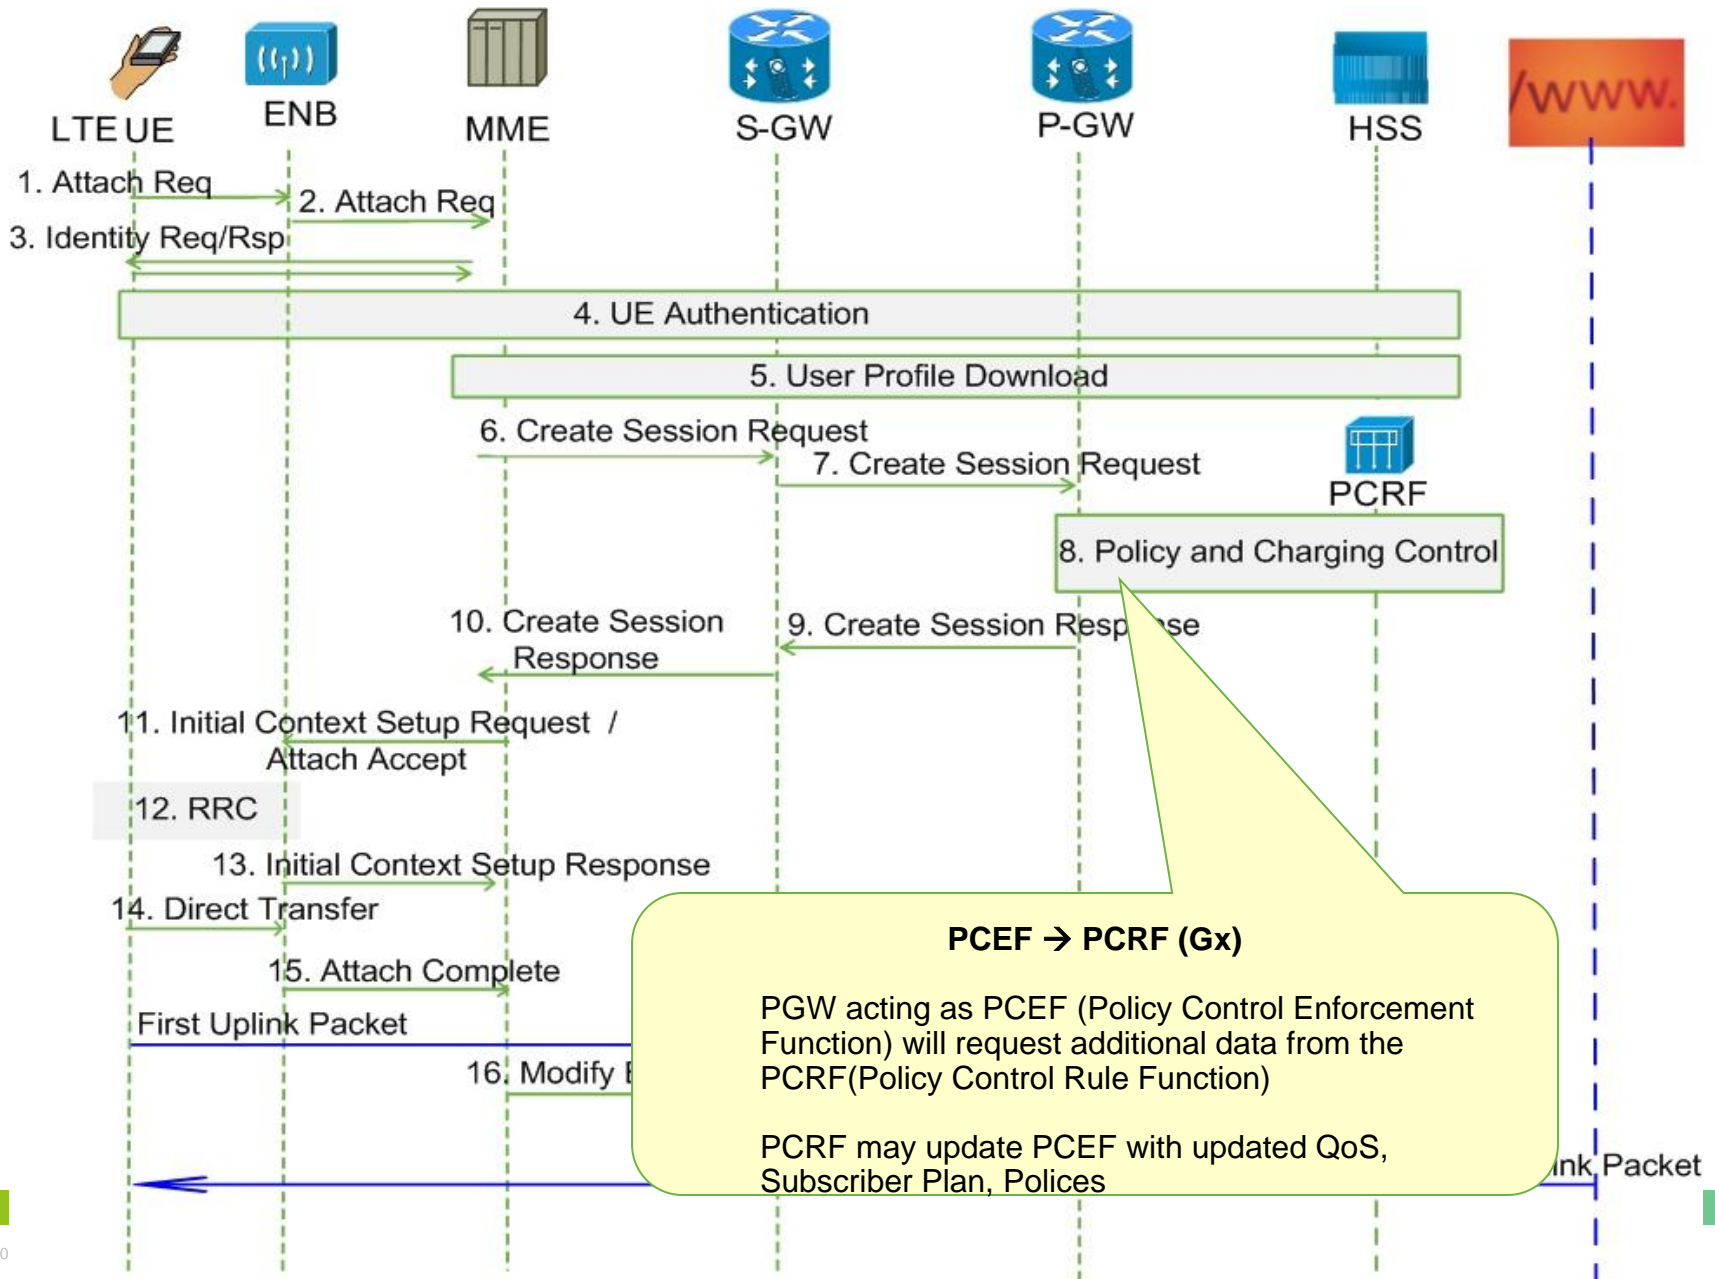 LTE UE
ENB
MME
S-GW
P-GW
HSS
/www.
1. Attach Req
2. Attach Req
3. Identity Req/Rsp
4. UE Authentication
5. User Profile Download
6. Create Session Request
7. Create Session Request
PCRF
8. Policy and Charging Control
10. Create Session
Response
9. Create Session Response
11. Initial Context Setup Request /
Attach Accept
12. RRC
13. Initial Context Setup Response
14. Direct Transfer
15. Attach Complete
First Uplink Packet
16. Modify
PCEF → PCRF (Gx)
PGW acting as PCEF (Policy Control Enforcement
Function) will request additional data from the
PCRF(Policy Control Rule Function)
PCRF may update PCEF with updated QoS,
Subscriber Plan, Polices
Packet
0